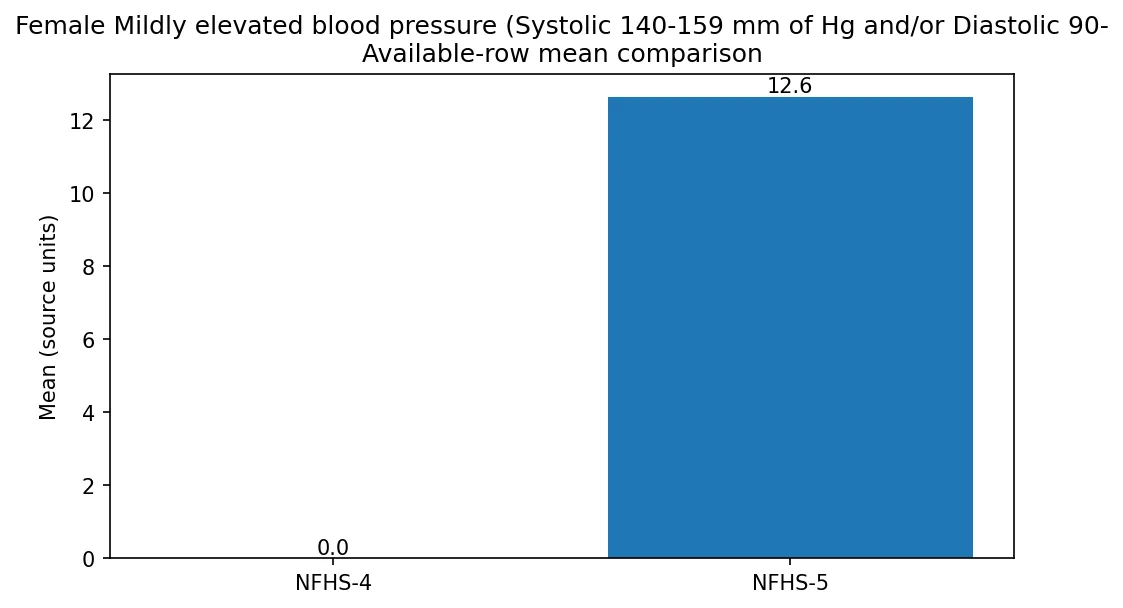 Female Mildly elevated blood pressure (Systolic 140-159 mm of Hg and/or Diastolic 90-
Available-row mean comparison
12.6
12
10
8
6
4
2
0
Mean (source units)
0.0
NFHS-4
NFHS-5